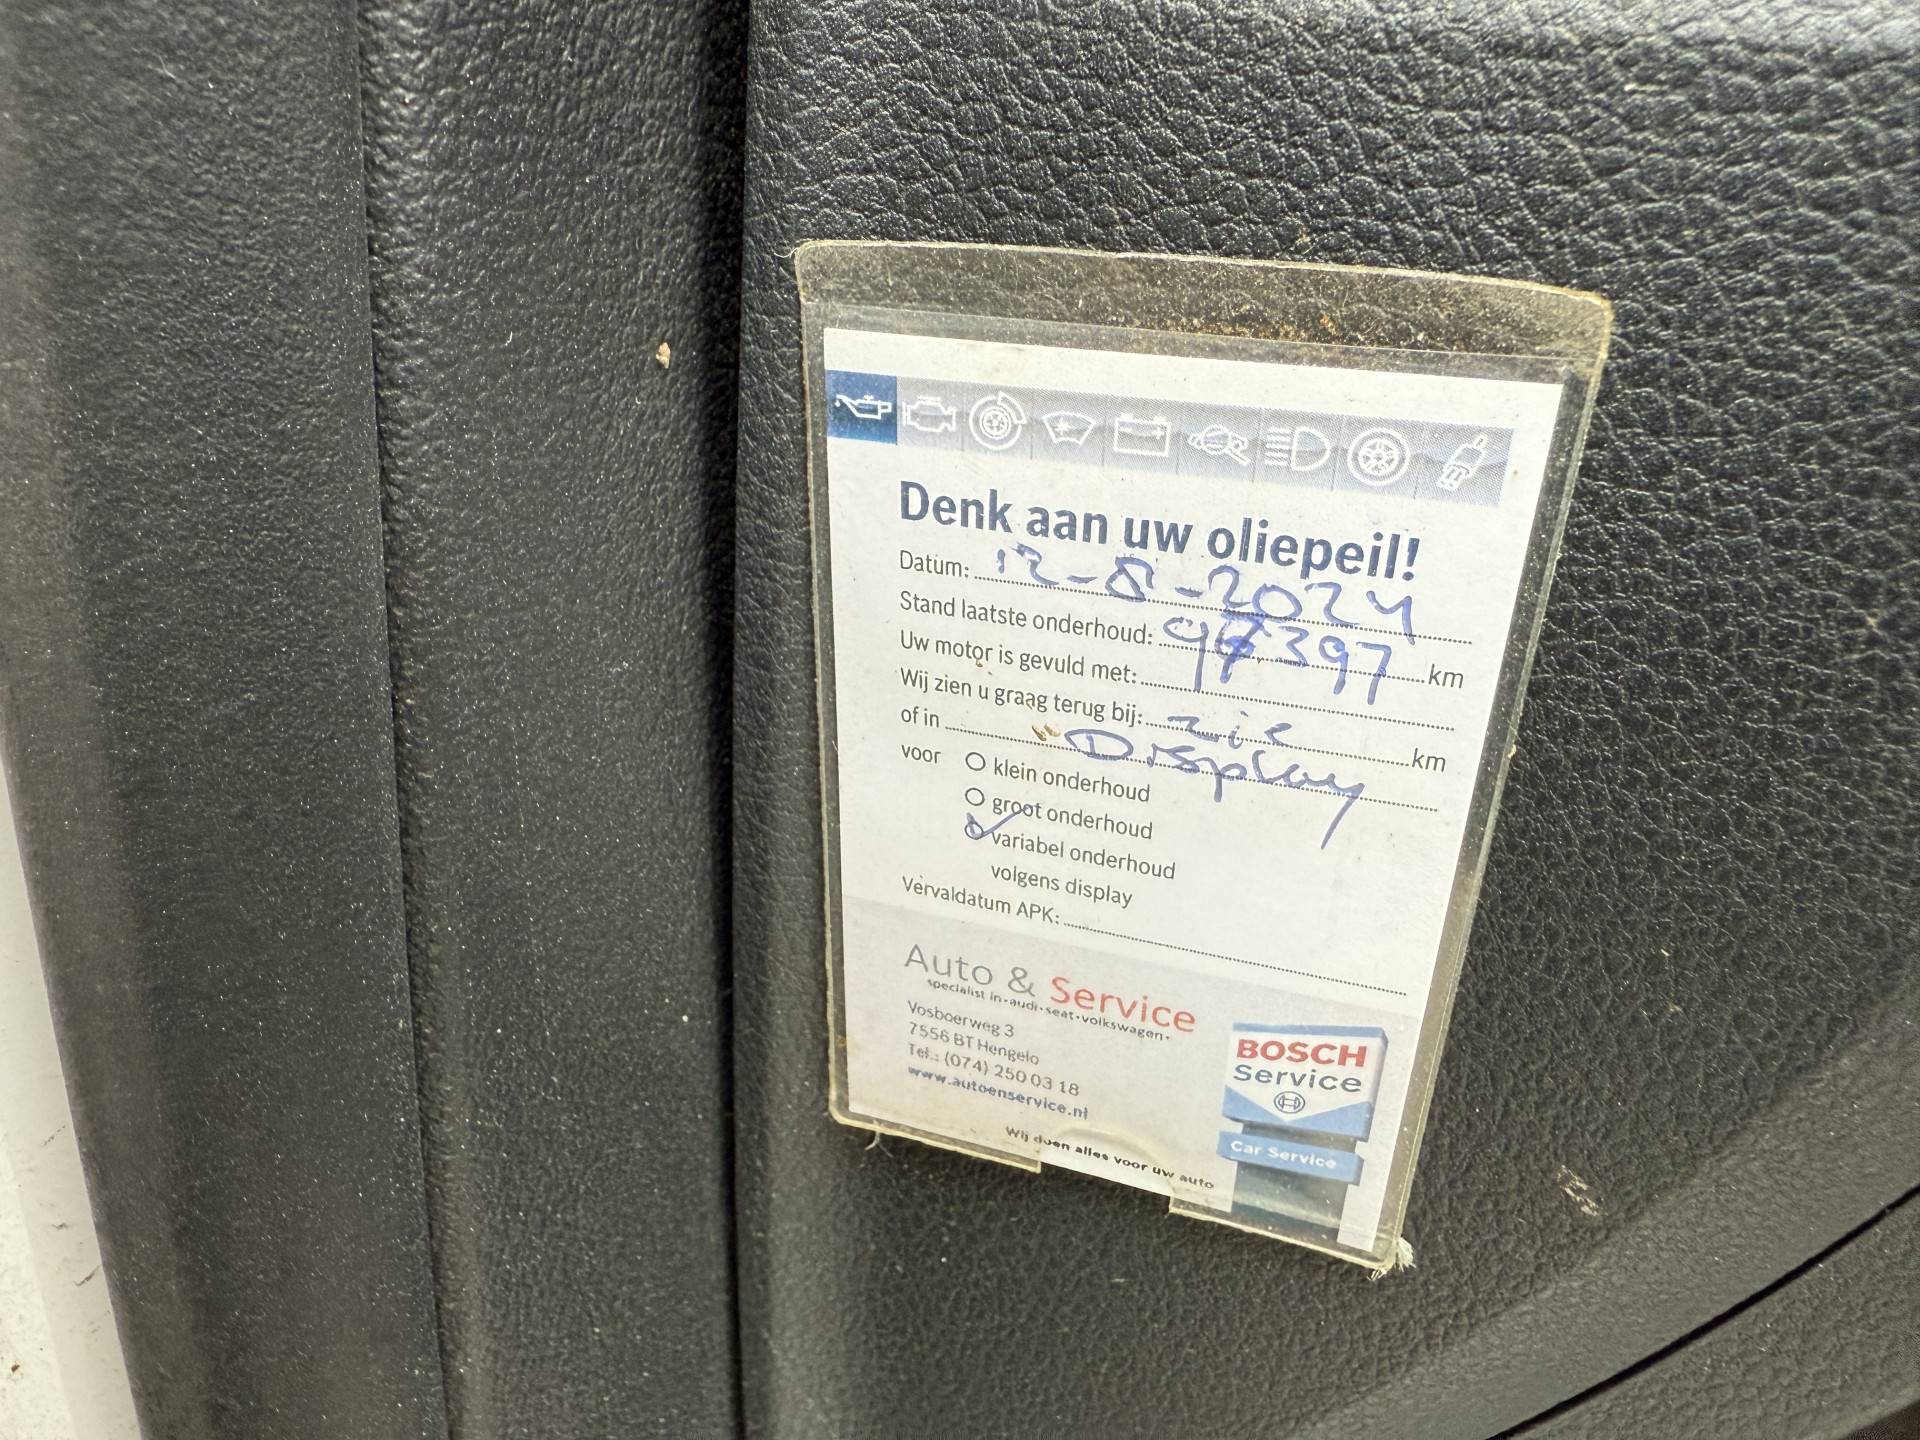 Denk aan uw oliepeil!
Datum: 12-8-2024
Stand laatste onderhoud: 97397 km
Uw motor is gevuld met:
Wij zien u graag terug bij: zie km
of in Display
voor klein onderhoud
groot onderhoud
variabel onderhoud
volgens display
Vervaldatum APK:
Auto & Service
specialist in·audi·seat·volkswagen·
Vosboerweg 3
7556 BT Hengelo
Tel.: (074) 250 03 18
www.autoenservice.nl
Wij doen alles voor uw auto
BOSCH
Service
Car Service